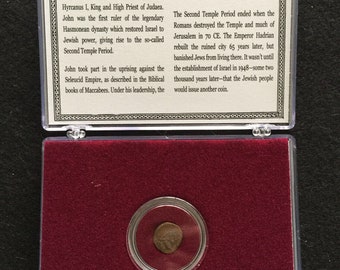 Hyrcanus I, King and High Priest of Judaea.
John was the first ruler of the legendary
Hasmonean dynasty which restored Israel to
Jewish power, giving rise to the so-called
Second Temple Period.
John took part in the uprising against the
Seleucid Empire, as described in the Biblical
books of Maccabees. Under his leadership, the
The Second Temple Period ended when the
Romans destroyed the Temple and much of
Jerusalem in 70 CE. The Emperor Hadrian
rebuilt the ruined city 65 years later, but
banished Jews from living there. It wasn't until
the establishment of Israel in 1948—some two
thousand years later—that the Jewish people
would issue another coin.